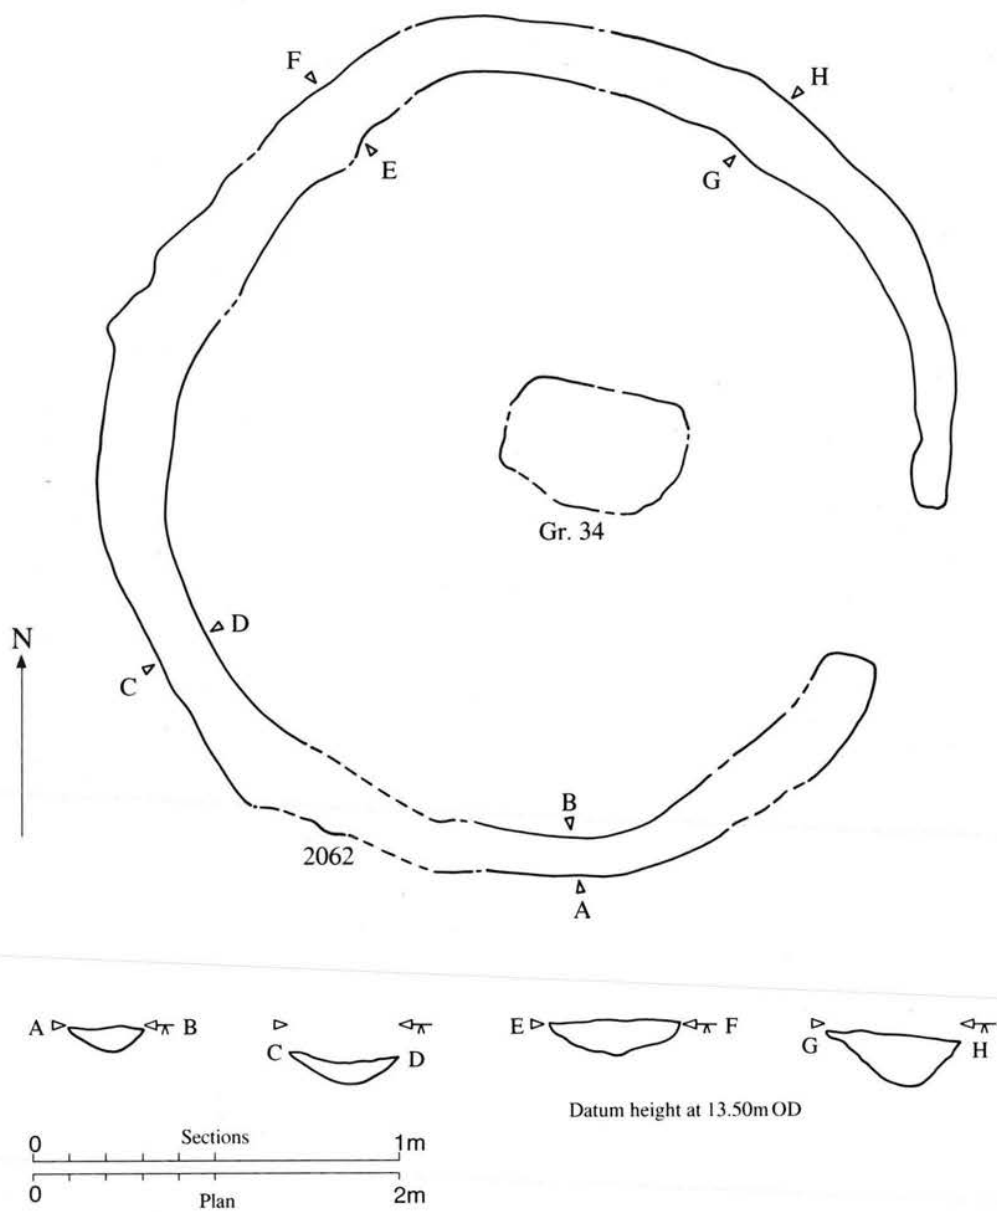 F
H
E
G
Gr. 34
D
N
C
B
2062
A
A B
C D
E F
G H
Datum height at 13.50m OD
0 Sections 1m
0 Plan 2m